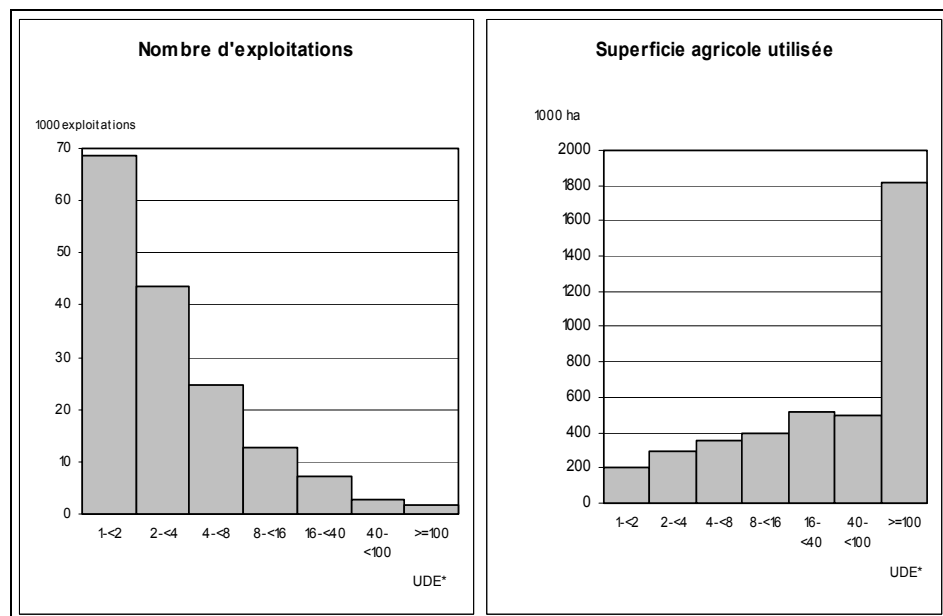 Nombre d'exploitations
1000 exploitations
70
60
50
40
30
20
10
0
1-<2 2-<4 4-<8 8-<16 16-<40 40-<100 >=100
UDE*
Superficie agricole utilisée
1000 ha
2000
1800
1600
1400
1200
1000
800
600
400
200
0
1-<2 2-<4 4-<8 8-<16 16-<40 40-<100 >=100
UDE*